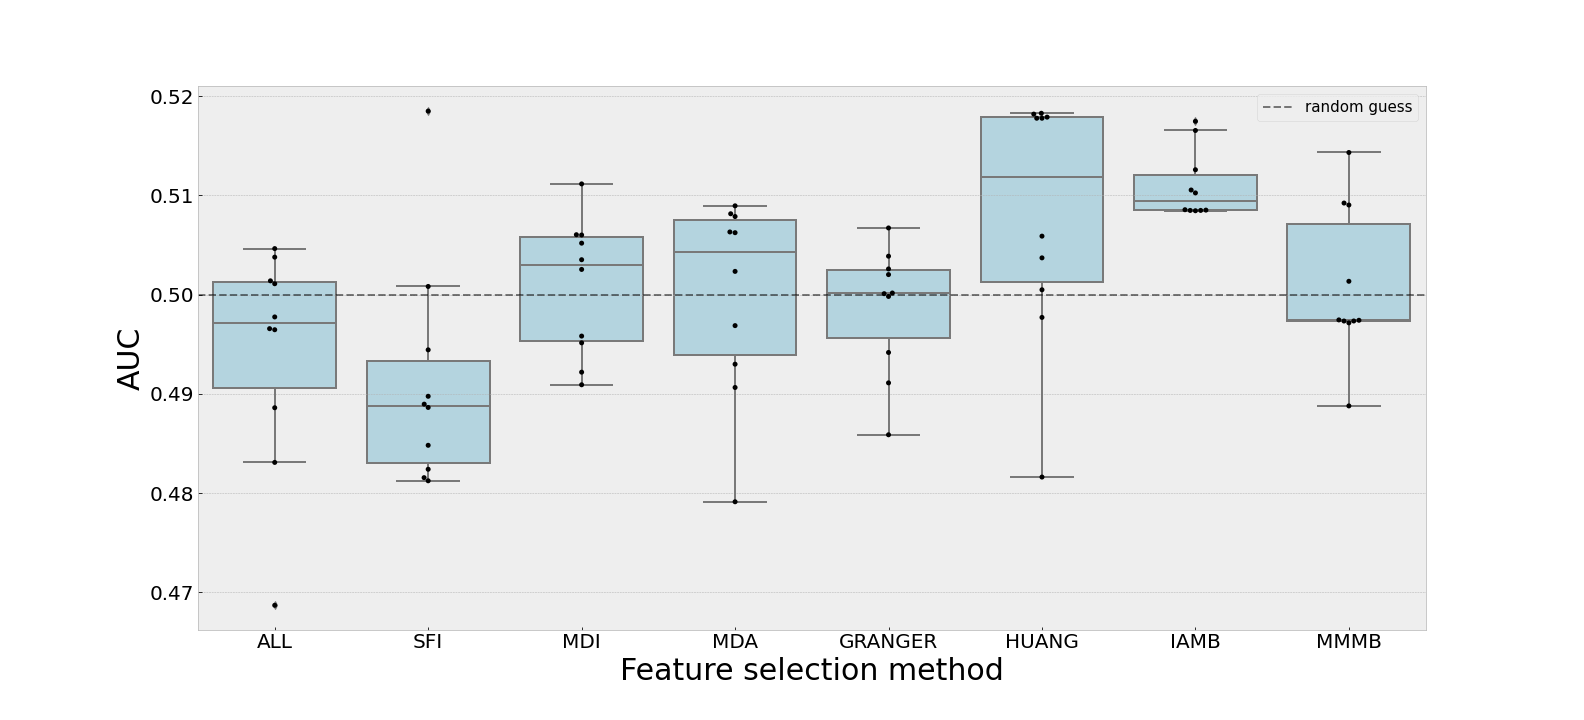 0.52
0.51
0.50
0.49
0.48
0.47
AUC
random guess
ALL SFI MDI MDA GRANGER HUANG IAMB MMMB
Feature selection method